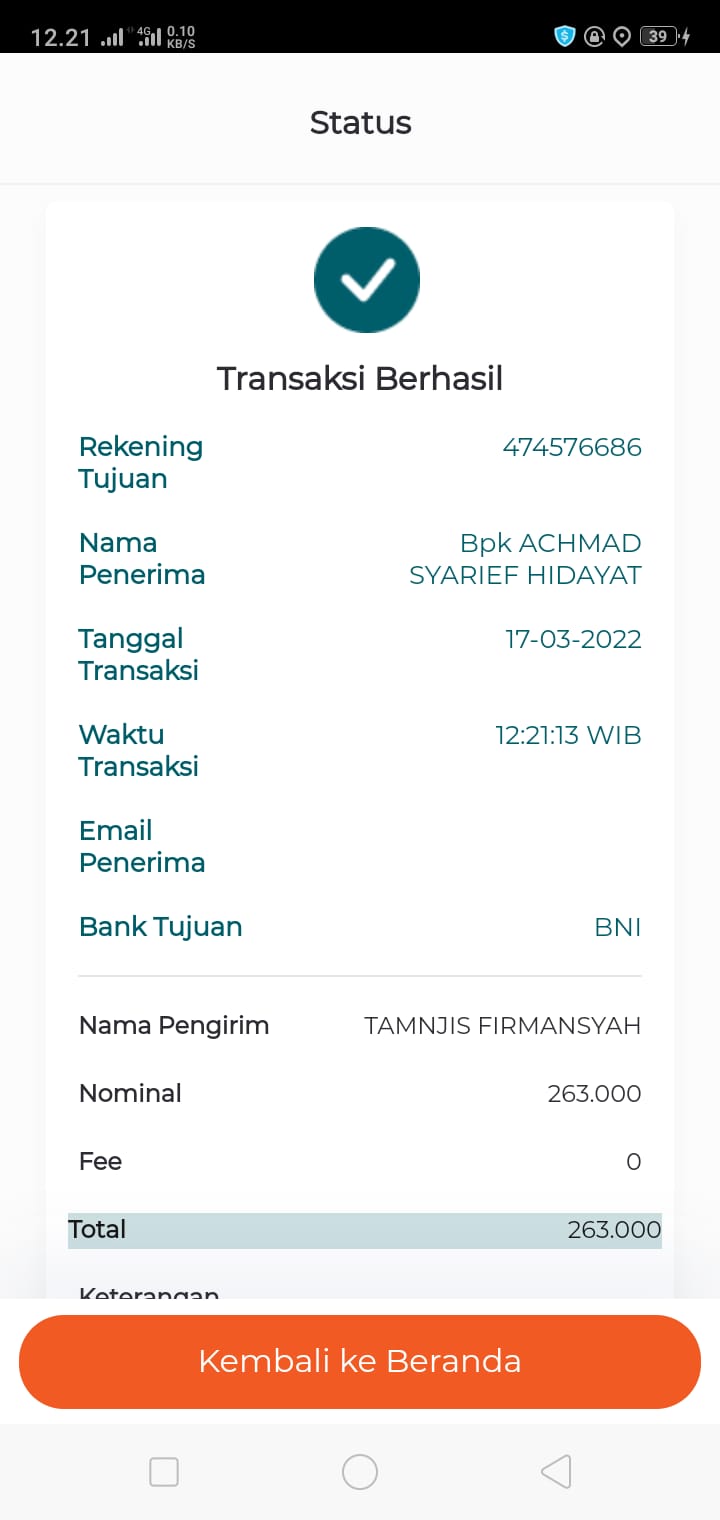 12.21 4G 0.10 KB/S 39
Status
Transaksi Berhasil
Rekening Tujuan 474576686
Nama Penerima Bpk ACHMAD SYARIEF HIDAYAT
Tanggal Transaksi 17-03-2022
Waktu Transaksi 12:21:13 WIB
Email Penerima
Bank Tujuan BNI
Nama Pengirim TAMNJIS FIRMANSYAH
Nominal 263.000
Fee 0
Total 263.000
Keterangan
Kembali ke Beranda